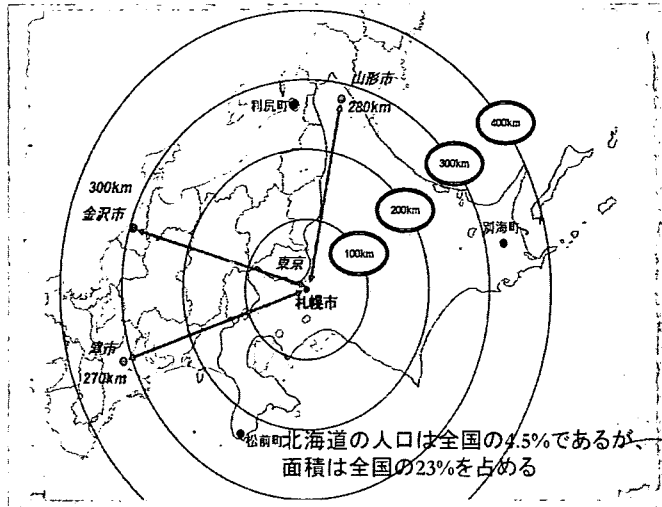 山形市
利尻町
280km
400km
300km
300km
金沢市
200km
別海町
100km
東京
札幌市
津市
270km
松前町
北海道の人口は全国の4.5%であるが、
面積は全国の23%を占める